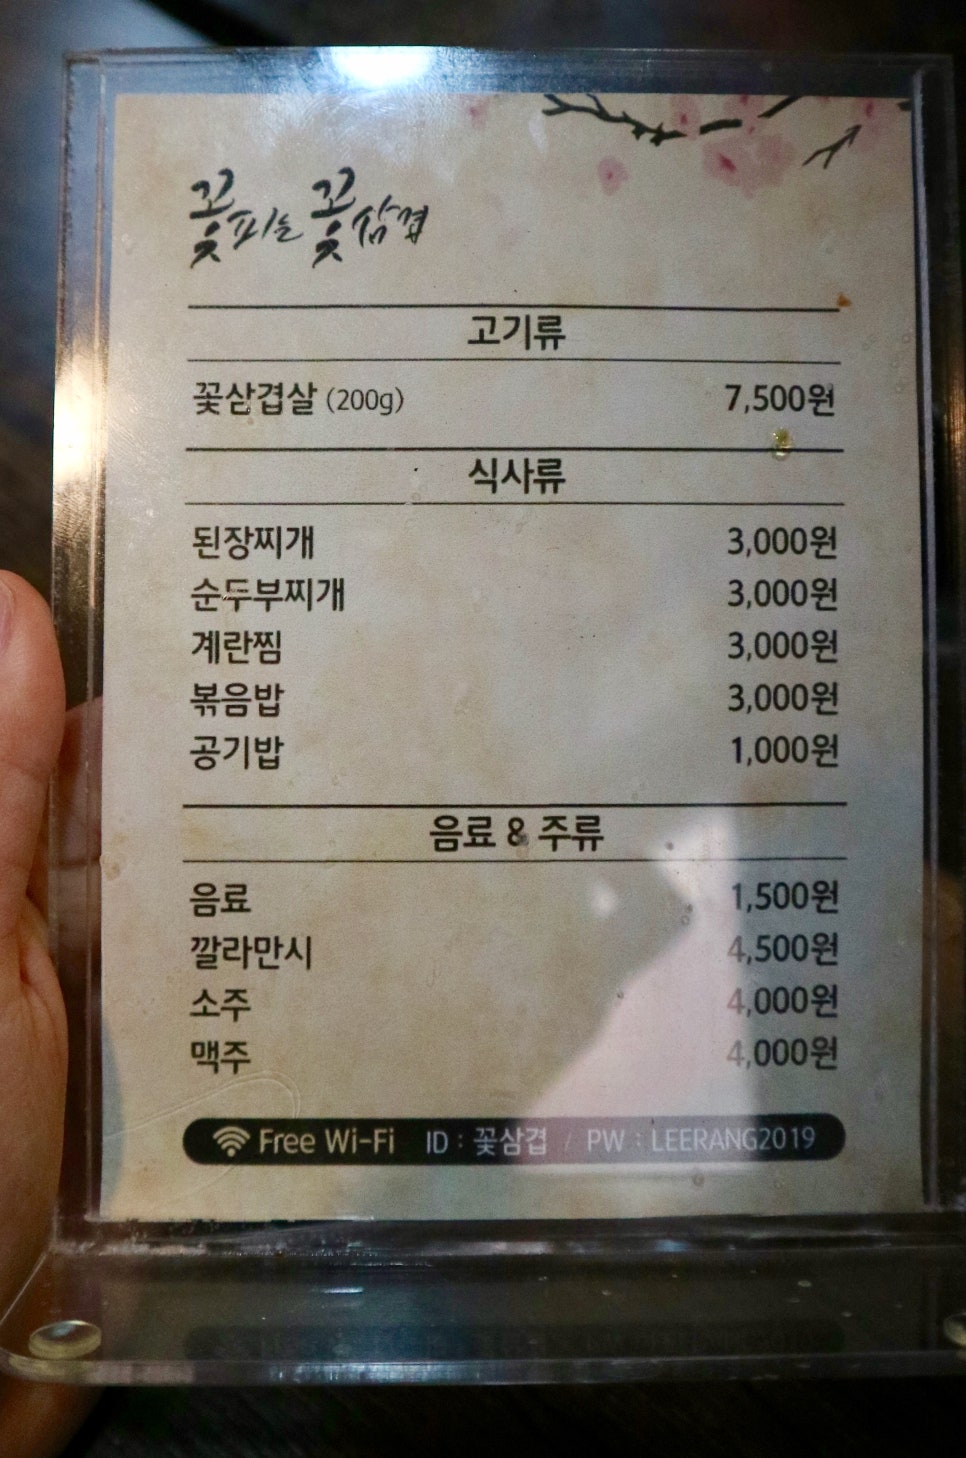 꽃피는 꽃삼겹
고기류
꽃삼겹살 (200g) 7,500원
식사류
된장찌개 3,000원
순두부찌개 3,000원
계란찜 3,000원
볶음밥 3,000원
공기밥 1,000원
음료 & 주류
음료 1,500원
깔라만시 4,500원
소주 4,000원
맥주 4,000원
Free Wi-Fi ID : 꽃삼겹 / PW : LEERANG2019